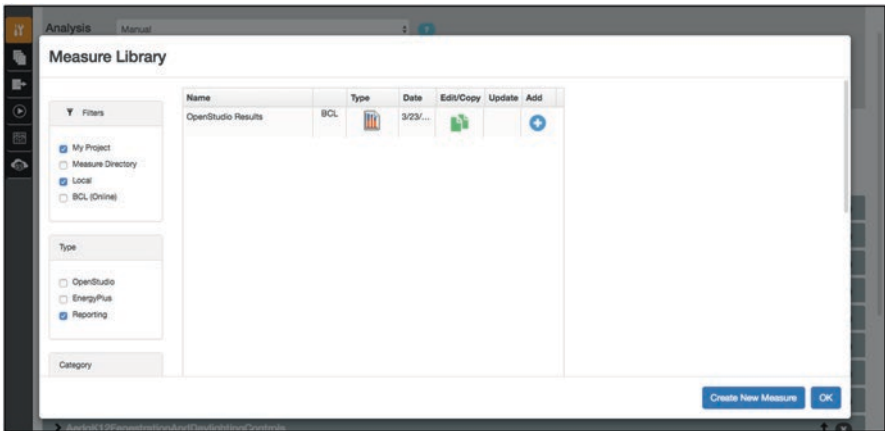 Analysis Manual
Measure Library
Filters
My Project
Measure Directory
Local
BCL (Online)
Type
OpenStudio
EnergyPlus
Reporting
Category
Name Type Date Edit/Copy Update Add
OpenStudio Results BCL 3/23/...
Create New Measure OK
AedgK12FenestrationAndDaylightingControls